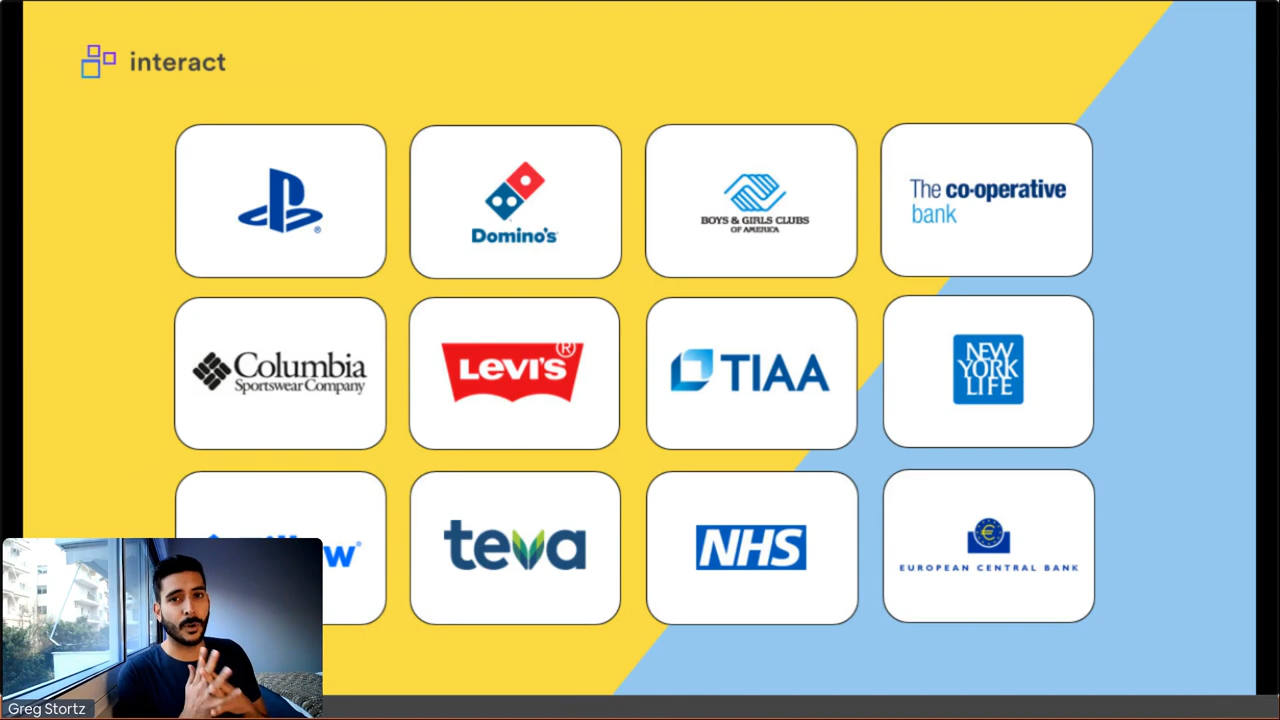 interact
Domino's
BOYS & GIRLS CLUBS
OF AMERICA
The co-operative
bank
Columbia
Sportswear Company
LEVI'S
®
TIAA
NEW
YORK
LIFE
teva
NHS
EUROPEAN CENTRAL BANK
Greg Stortz